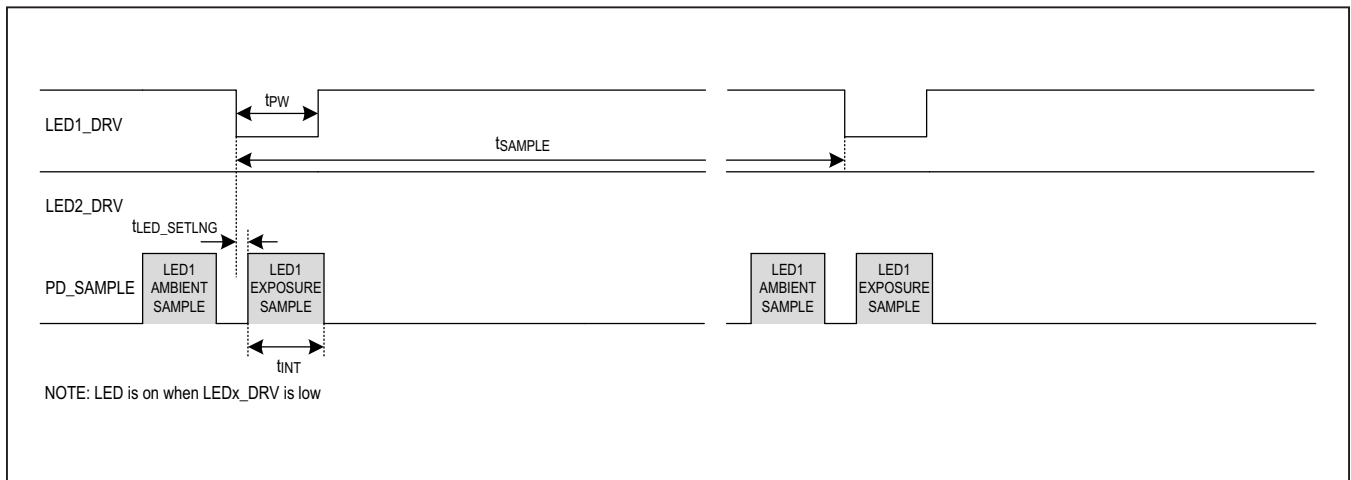 tPW
LED1_DRV
tSAMPLE
LED2_DRV
tLED_SETLNG
PD_SAMPLE
LED1
AMBIENT
SAMPLE
LED1
EXPOSURE
SAMPLE
LED1
AMBIENT
SAMPLE
LED1
EXPOSURE
SAMPLE
tINT
NOTE: LED is on when LEDx_DRV is low